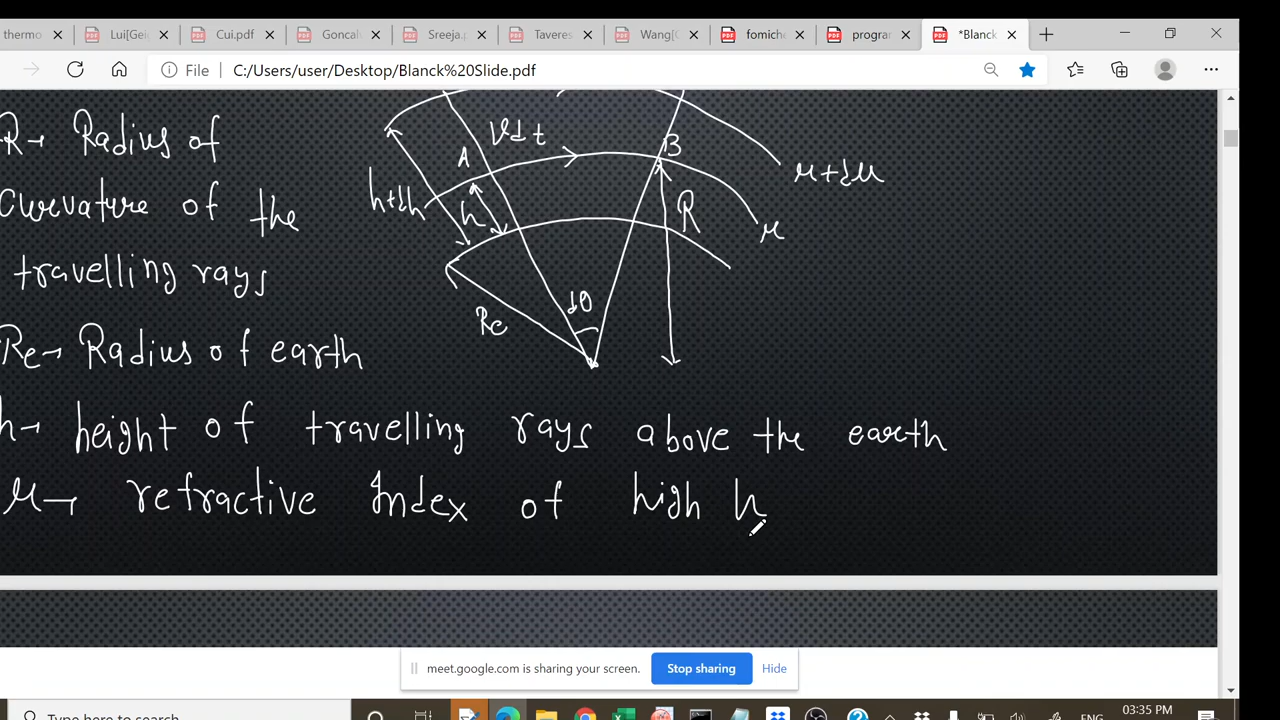 thermo
Lui[Gei
Cui.pdf
Goncal
Sreeja.p
Tavere
Wang[
fomiche
program
*Blanck
File C:/Users/user/Desktop/Blanck%20Slide.pdf
R→ Radius of
Curvature of the
travelling rays
Re→ Radius of earth
h→ height of travelling rays above the earth
μ→ refractive Index of high h
Vdt
A
B
h+dh
h
R
μ+dμ
μ
dθ
Re
meet.google.com is sharing your screen. Stop sharing Hide
Type here to search
ENG
03:35 PM